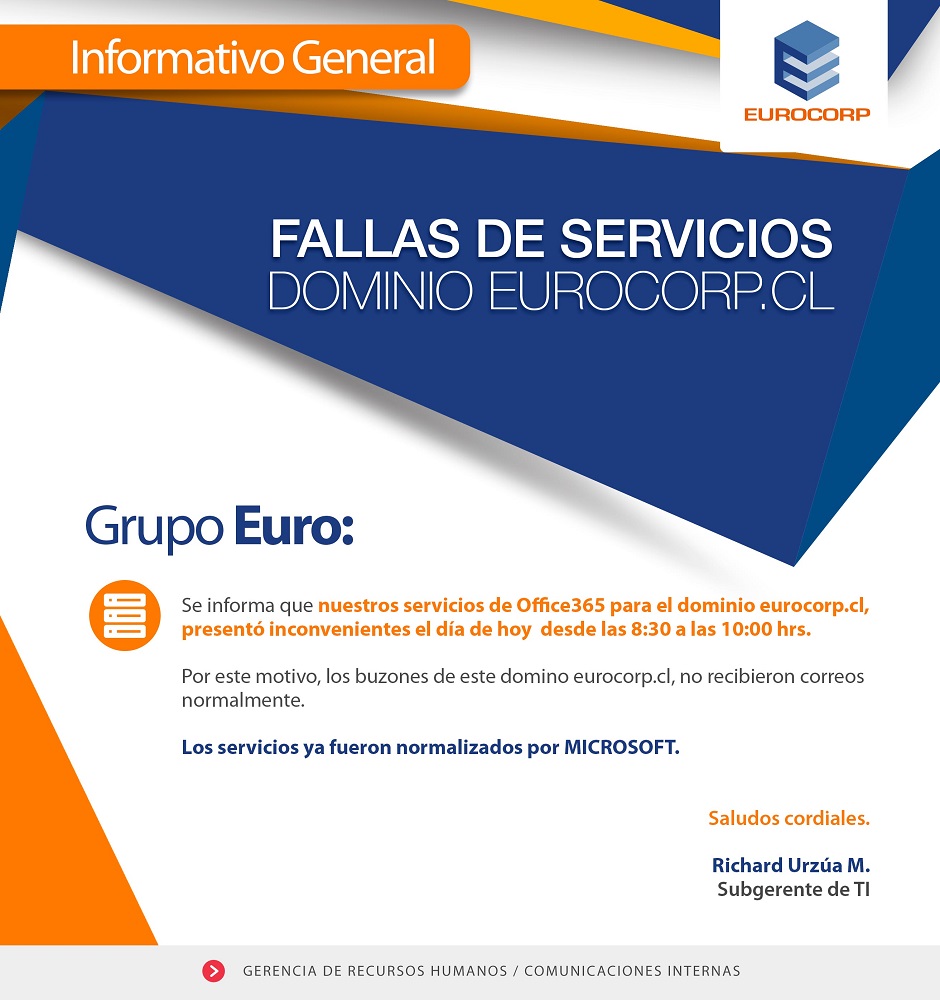 Informativo General
EUROCORP
FALLAS DE SERVICIOS
DOMINIO EUROCORP.CL
Grupo Euro:
Se informa que nuestros servicios de Office365 para el dominio eurocorp.cl,
presentó inconvenientes el día de hoy desde las 8:30 a las 10:00 hrs.
Por este motivo, los buzones de este domino eurocorp.cl, no recibieron correos
normalmente.
Los servicios ya fueron normalizados por MICROSOFT.
Saludos cordiales.
Richard Urzúa M.
Subgerente de TI
GERENCIA DE RECURSOS HUMANOS / COMUNICACIONES INTERNAS